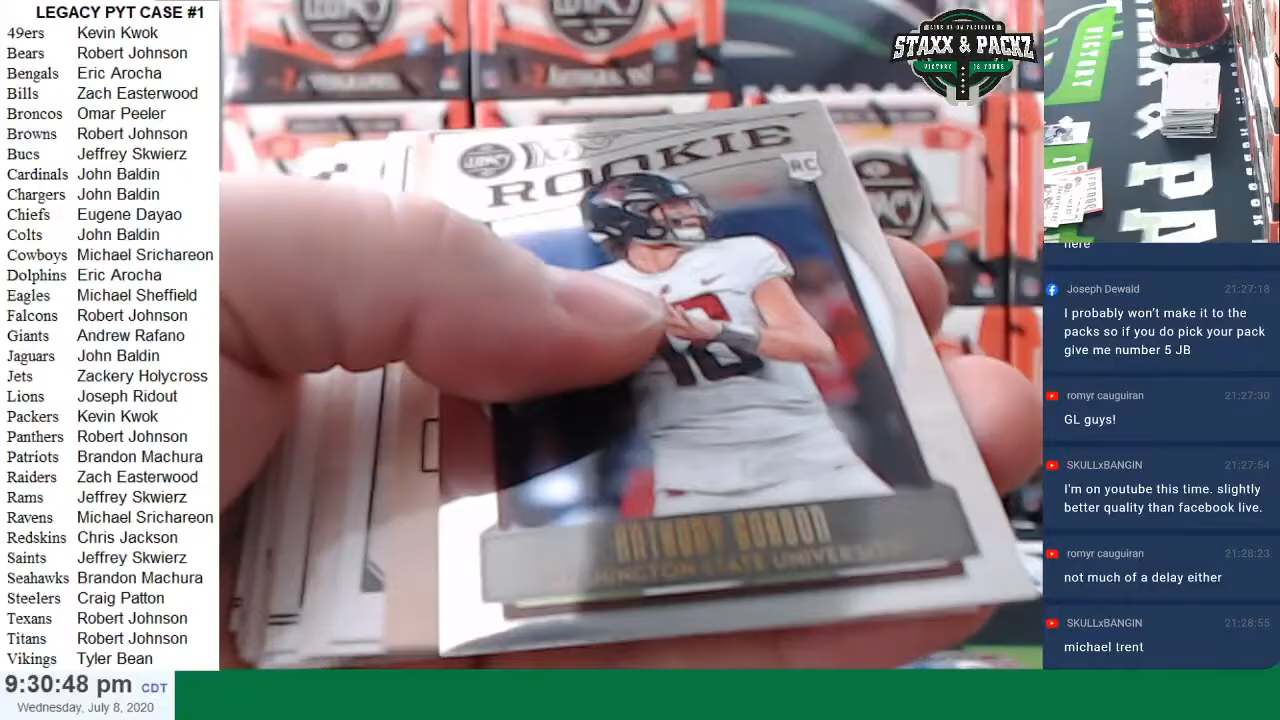 LEGACY PYT CASE #1
49ers Kevin Kwok
Bears Robert Johnson
Bengals Eric Arocha
Bills Zach Easterwood
Broncos Omar Peeler
Browns Robert Johnson
Bucs Jeffrey Skwierz
Cardinals John Baldin
Chargers John Baldin
Chiefs Eugene Dayao
Colts John Baldin
Cowboys Michael Srichareon
Dolphins Eric Arocha
Eagles Michael Sheffield
Falcons Robert Johnson
Giants Andrew Rafano
Jaguars John Baldin
Jets Zackery Holycross
Lions Joseph Ridout
Packers Kevin Kwok
Panthers Robert Johnson
Patriots Brandon Machura
Raiders Zach Easterwood
Rams Jeffrey Skwierz
Ravens Michael Srichareon
Redskins Chris Jackson
Saints Jeffrey Skwierz
Seahawks Brandon Machura
Steelers Craig Patton
Texans Robert Johnson
Titans Robert Johnson
Vikings Tyler Bean
9:30:48 pm CDT
Wednesday, July 8, 2020
ROOKIE
RC
18
ANTHONY GORDON
WASHINGTON STATE UNIVERSITY
STAXX & PACKZ
VICTORY IS YOURS
VICTORY
PA
here
Joseph Dewald 21:27:18
I probably won't make it to the
packs so if you do pick your pack
give me number 5 JB
romyr cauguiran 21:27:30
GL guys!
SKULLxBANGIN 21:27:54
I'm on youtube this time. slightly
better quality than facebook live.
romyr cauguiran 21:28:23
not much of a delay either
SKULLxBANGIN 21:28:55
michael trent